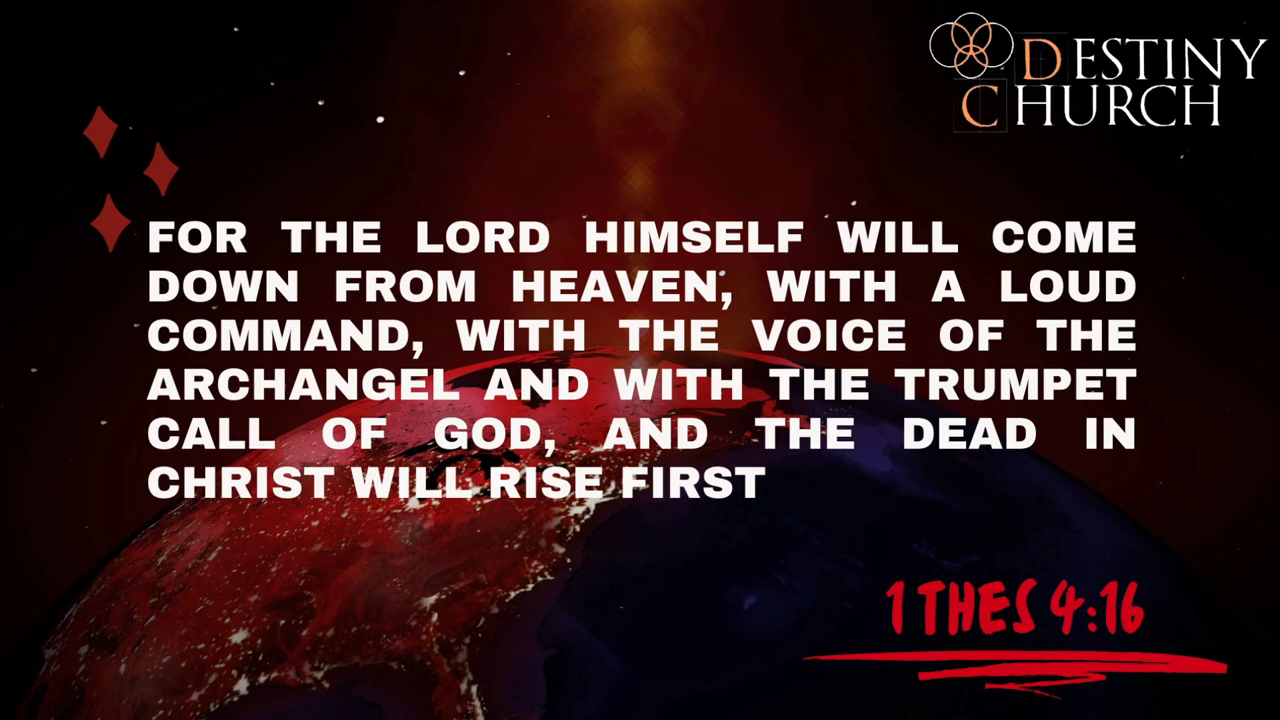 DESTINY
CHURCH
FOR THE LORD HIMSELF WILL COME
DOWN FROM HEAVEN, WITH A LOUD
COMMAND, WITH THE VOICE OF THE
ARCHANGEL AND WITH THE TRUMPET
CALL OF GOD, AND THE DEAD IN
CHRIST WILL RISE FIRST
1 THES 4:16